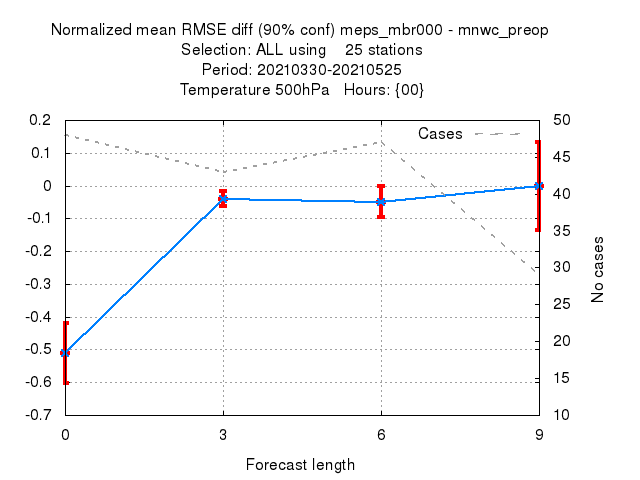 Normalized mean RMSE diff (90% conf) meps_mbr000 - mnwc_preop
Selection: ALL using    25 stations
Period: 20210330-20210525
Temperature 500hPa   Hours: {00}
0.2
0.1
0
-0.1
-0.2
-0.3
-0.4
-0.5
-0.6
-0.7
Cases
50
45
40
35
30
25
20
15
10
No cases
0 3 6 9
Forecast length